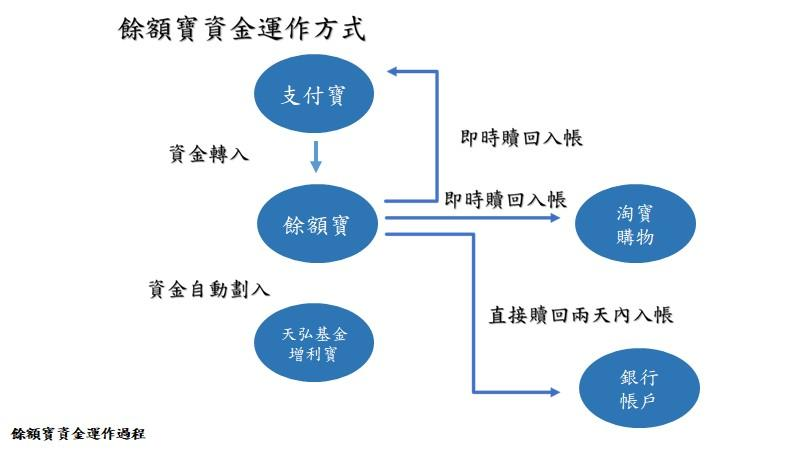 餘額寶資金運作方式
支付寶
即時贖回入帳
資金轉入
即時贖回入帳
餘額寶
淘寶
購物
資金自動劃入
直接贖回兩天內入帳
天弘基金
增利寶
銀行
帳戶
餘額寶資金運作過程